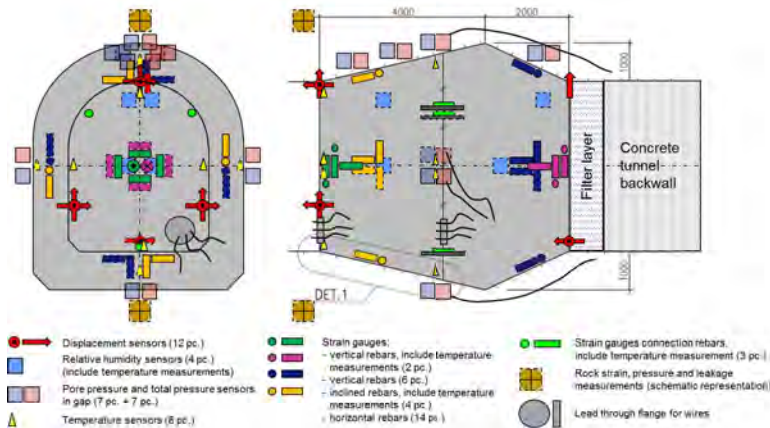 4000
2000
1000
Filter layer
Concrete
tunnel-
backwall
1000
DET.1
Displacement sensors (12 pc.)
Relative humidity sensors (4 pc.)
(include temperature measurements)
Pore pressure and total pressure sensors
in gap (7 pc. + 7 pc.)
Temperature sensors (8 pc.)
Strain gauges:
- vertical rebars, include temperature
measurements (2 pc.)
- vertical rebars (6 pc.)
- inclined rebars, include temperature
measurements (4 pc.)
- horizontal rebars (14 pc.)
Strain gauges connection rebars,
include temperature measurement (3 pc.)
Rock strain, pressure and leakage
measurements (schematic representation)
Lead through flange for wires